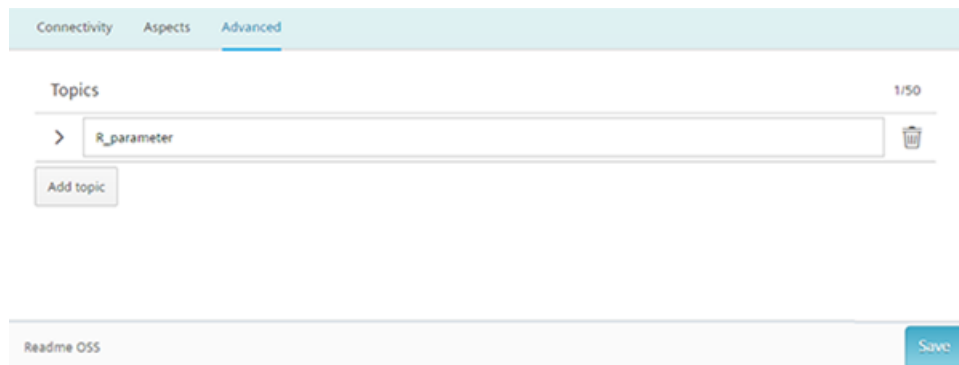 Connectivity Aspects Advanced
Topics 1/50
R_parameter
Add topic
Readme OSS Save